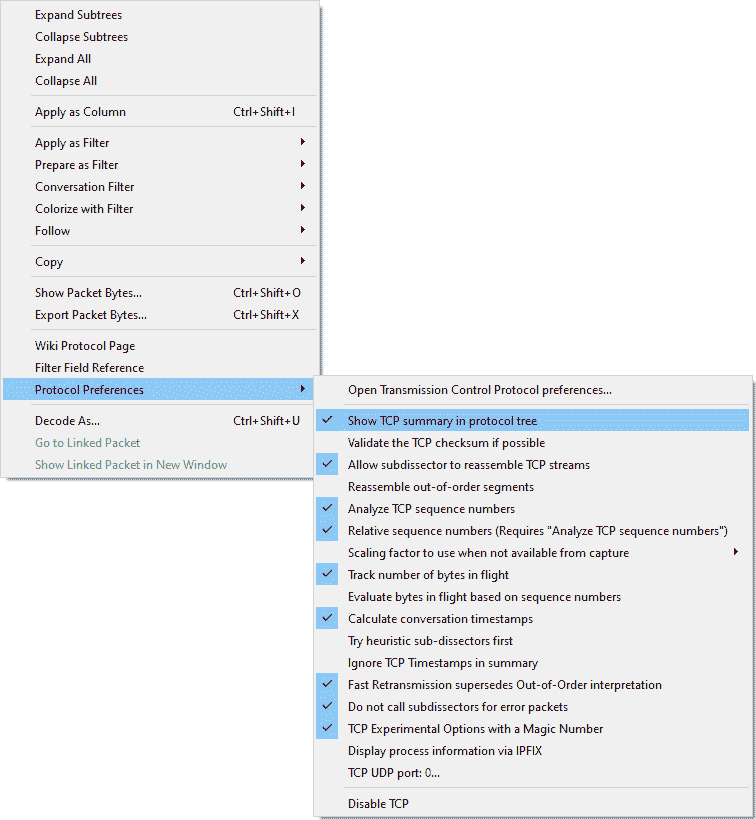 Expand Subtrees
Collapse Subtrees
Expand All
Collapse All
Apply as Column Ctrl+Shift+I
Apply as Filter
Prepare as Filter
Conversation Filter
Colorize with Filter
Follow
Copy
Show Packet Bytes... Ctrl+Shift+O
Export Packet Bytes... Ctrl+Shift+X
Wiki Protocol Page
Filter Field Reference
Protocol Preferences
Decode As... Ctrl+Shift+U
Go to Linked Packet
Show Linked Packet in New Window
Open Transmission Control Protocol preferences...
Show TCP summary in protocol tree
Validate the TCP checksum if possible
Allow subdissector to reassemble TCP streams
Reassemble out-of-order segments
Analyze TCP sequence numbers
Relative sequence numbers (Requires "Analyze TCP sequence numbers")
Scaling factor to use when not available from capture
Track number of bytes in flight
Evaluate bytes in flight based on sequence numbers
Calculate conversation timestamps
Try heuristic sub-dissectors first
Ignore TCP Timestamps in summary
Fast Retransmission supersedes Out-of-Order interpretation
Do not call subdissectors for error packets
TCP Experimental Options with a Magic Number
Display process information via IPFIX
TCP UDP port: 0...
Disable TCP